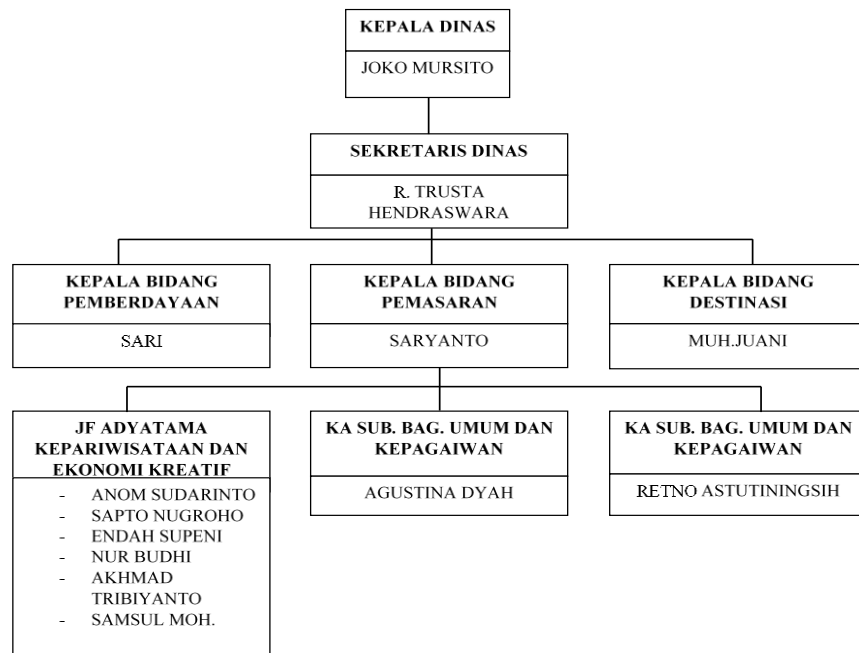 KEPALA DINAS
JOKO MURSITO
SEKRETARIS DINAS
R. TRUSTA
HENDRASWARA
KEPALA BIDANG
PEMBERDAYAAN
SARI
KEPALA BIDANG
PEMASARAN
SARYANTO
KEPALA BIDANG
DESTINASI
MUH.JUANI
JF ADYATAMA
KEPARIWISATAAN DAN
EKONOMI KREATIF
- ANOM SUDARINTO
- SAPTO NUGROHO
- ENDAH SUPENI
- NUR BUDHI
- AKHMAD
TRIBIYANTO
- SAMSUL MOH.
KA SUB. BAG. UMUM DAN
KEPAGAIWAN
AGUSTINA DYAH
KA SUB. BAG. UMUM DAN
KEPAGAIWAN
RETNO ASTUTININGSIH